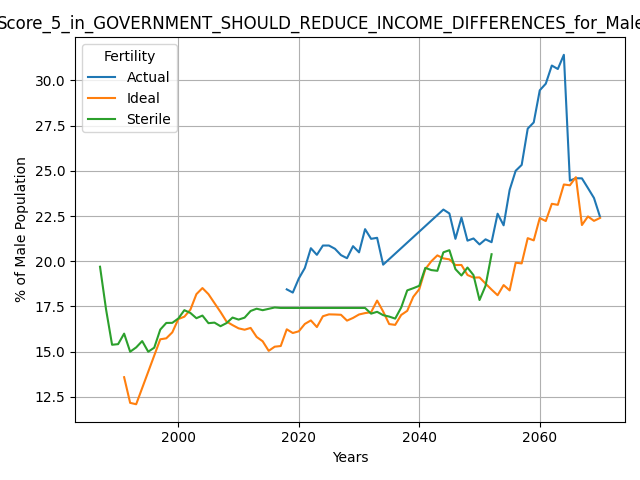 Score_5_in_GOVERNMENT_SHOULD_REDUCE_INCOME_DIFFERENCES_for_Male
Fertility
Actual
Ideal
Sterile
30.0
27.5
25.0
22.5
20.0
17.5
15.0
12.5
% of Male Population
2000
2020
2040
2060
Years